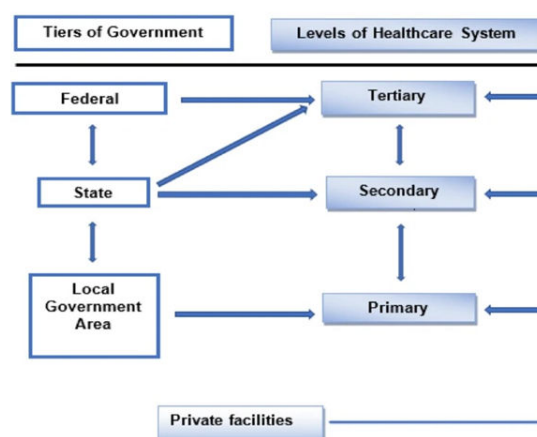 Tiers of Government
Levels of Healthcare System
Federal
Tertiary
State
Secondary
Local
Government
Area
Primary
Private facilities